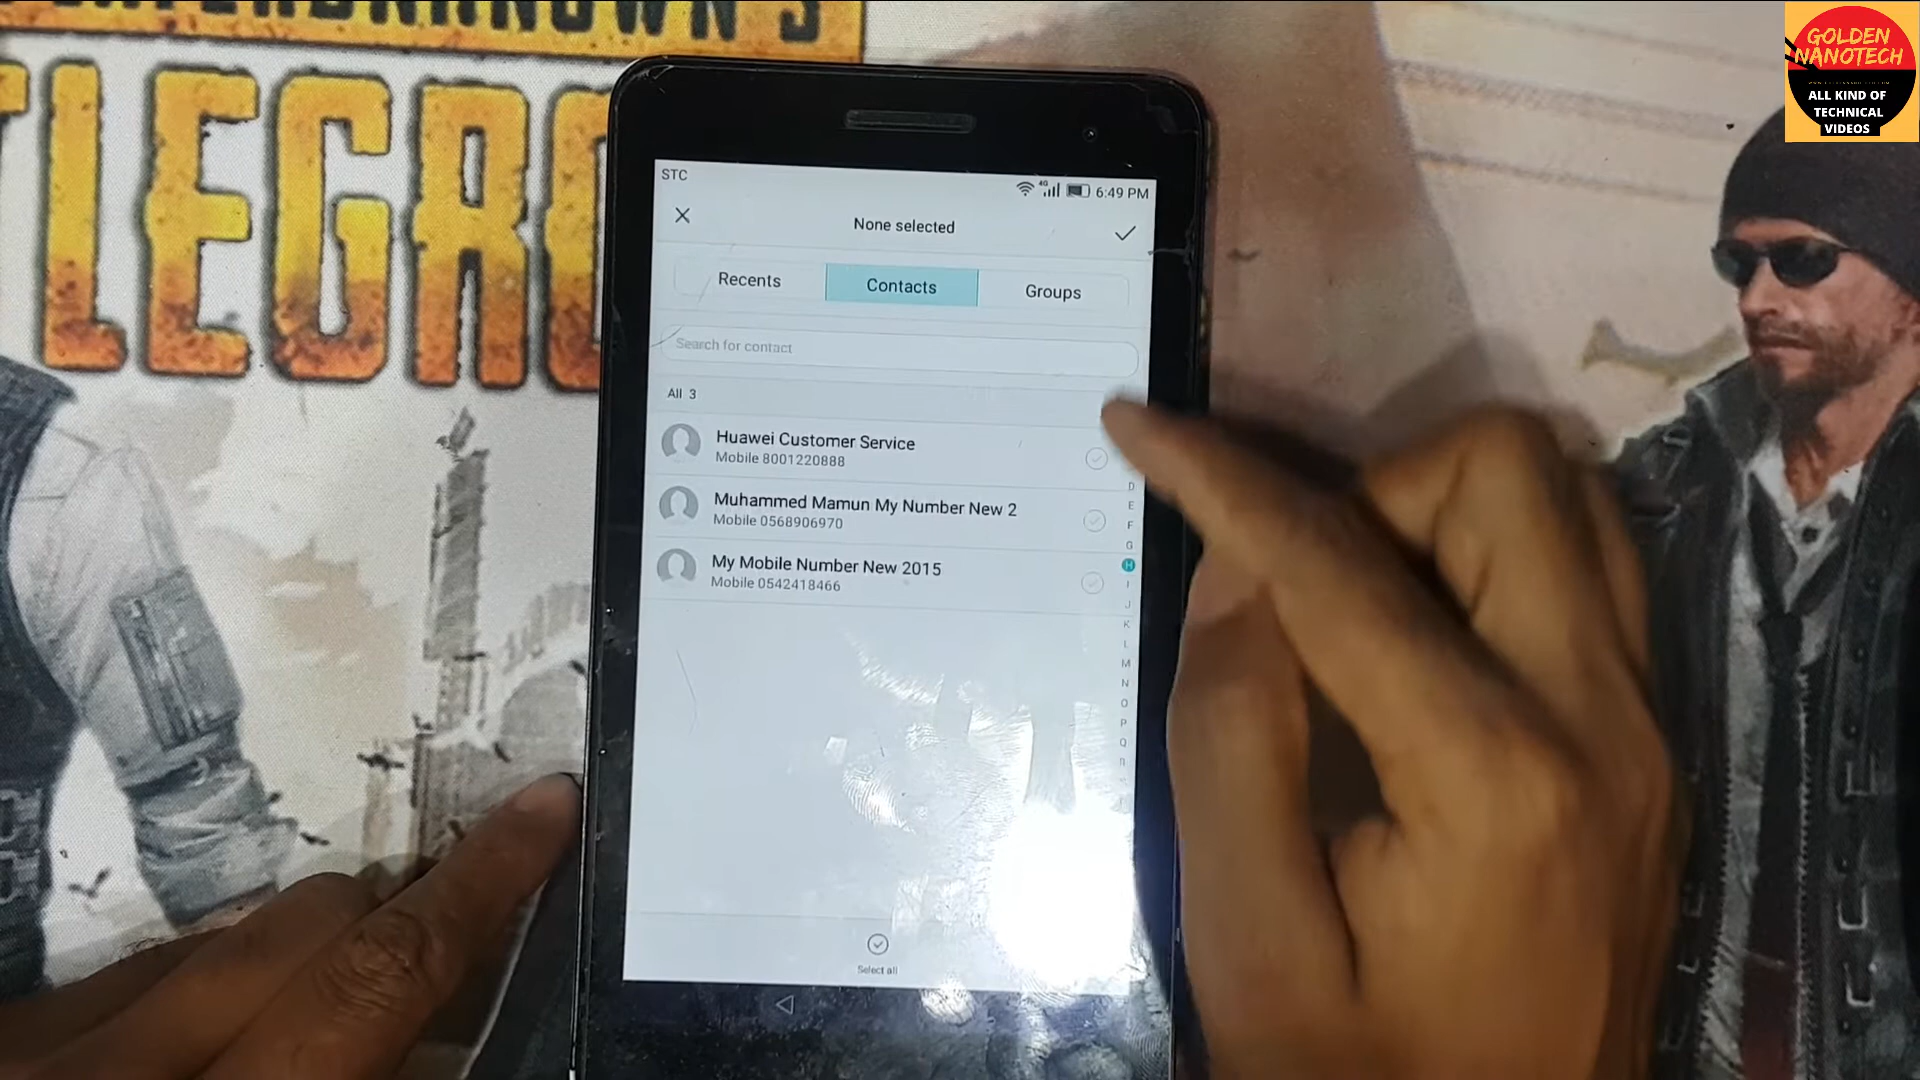 GOLDEN
NANOTECH
ALL KIND OF
TECHNICAL
VIDEOS
STC
4G
6:49 PM
None selected
Recents
Contacts
Groups
Search for contact
All 3
Huawei Customer Service
Mobile 8001220888
Muhammed Mamun My Number New 2
Mobile 0568906970
My Mobile Number New 2015
Mobile 0542418466
D
E
F
G
H
I
J
K
L
M
N
O
P
Q
Select all